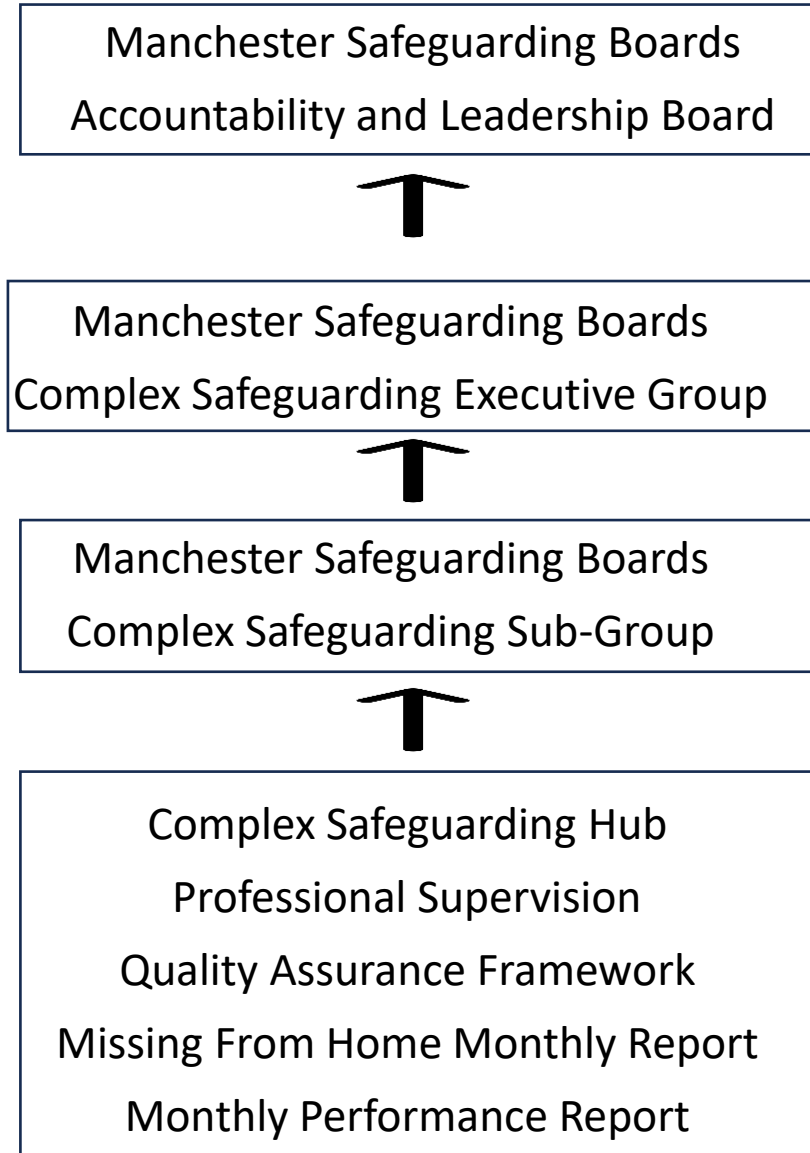 Manchester Safeguarding Boards
Accountability and Leadership Board
Manchester Safeguarding Boards
Complex Safeguarding Executive Group
Manchester Safeguarding Boards
Complex Safeguarding Sub-Group
Complex Safeguarding Hub
Professional Supervision
Quality Assurance Framework
Missing From Home Monthly Report
Monthly Performance Report